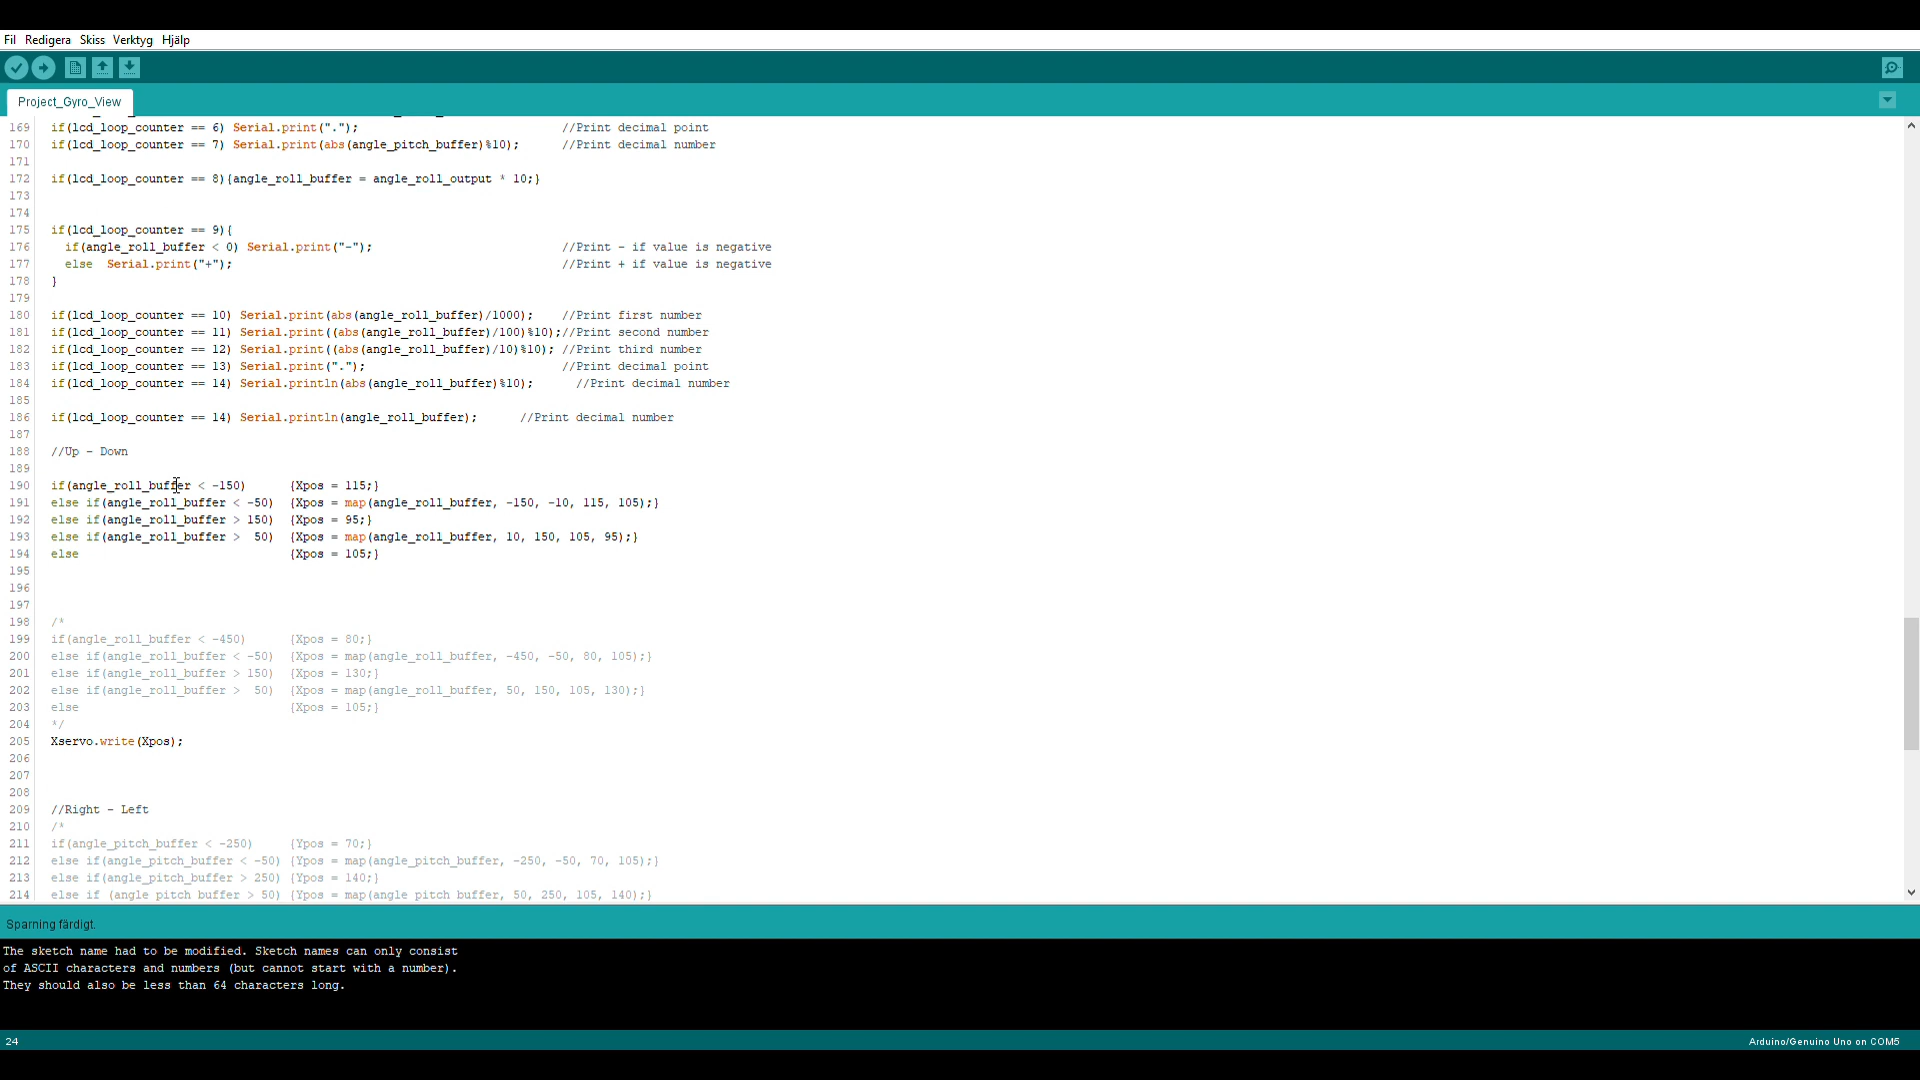 Fil Redigera Skiss Verktyg Hjälp
Project_Gyro_View
169 if(lcd_loop_counter == 6) Serial.print("."); //Print decimal point
170 if(lcd_loop_counter == 7) Serial.print(abs(angle_pitch_buffer)%10); //Print decimal number
171
172 if(lcd_loop_counter == 8){angle_roll_buffer = angle_roll_output * 10;}
173
174
175 if(lcd_loop_counter == 9){
176 if(angle_roll_buffer < 0) Serial.print("-"); //Print - if value is negative
177 else Serial.print("+"); //Print + if value is negative
178 }
179
180 if(lcd_loop_counter == 10) Serial.print(abs(angle_roll_buffer)/1000); //Print first number
181 if(lcd_loop_counter == 11) Serial.print((abs(angle_roll_buffer)/100)%10);//Print second number
182 if(lcd_loop_counter == 12) Serial.print((abs(angle_roll_buffer)/10)%10); //Print third number
183 if(lcd_loop_counter == 13) Serial.print("."); //Print decimal point
184 if(lcd_loop_counter == 14) Serial.println(abs(angle_roll_buffer)%10); //Print decimal number
185
186 if(lcd_loop_counter == 14) Serial.println(angle_roll_buffer); //Print decimal number
187
188 //Up - Down
189
190 if(angle_roll_buffer < -150) {Xpos = 115;}
191 else if(angle_roll_buffer < -50) {Xpos = map(angle_roll_buffer, -150, -10, 115, 105);}
192 else if(angle_roll_buffer > 150) {Xpos = 95;}
193 else if(angle_roll_buffer > 50) {Xpos = map(angle_roll_buffer, 10, 150, 105, 95);}
194 else {Xpos = 105;}
195
196
197
198 /*
199 if(angle_roll_buffer < -450) {Xpos = 80;}
200 else if(angle_roll_buffer < -50) {Xpos = map(angle_roll_buffer, -450, -50, 80, 105);}
201 else if(angle_roll_buffer > 150) {Xpos = 130;}
202 else if(angle_roll_buffer > 50) {Xpos = map(angle_roll_buffer, 50, 150, 105, 130);}
203 else {Xpos = 105;}
204 */
205 Xservo.write(Xpos);
206
207
208
209 //Right - Left
210 /*
211 if(angle_pitch_buffer < -250) {Ypos = 70;}
212 else if(angle_pitch_buffer < -50) {Ypos = map(angle_pitch_buffer, -250, -50, 70, 105);}
213 else if(angle_pitch_buffer > 250) {Ypos = 140;}
214 else if (angle_pitch_buffer > 50) {Ypos = map(angle_pitch_buffer, 50, 250, 105, 140);}
Sparning färdigt.
The sketch name had to be modified. Sketch names can only consist
of ASCII characters and numbers (but cannot start with a number).
They should also be less than 64 characters long.
24 Arduino/Genuino Uno on COM5